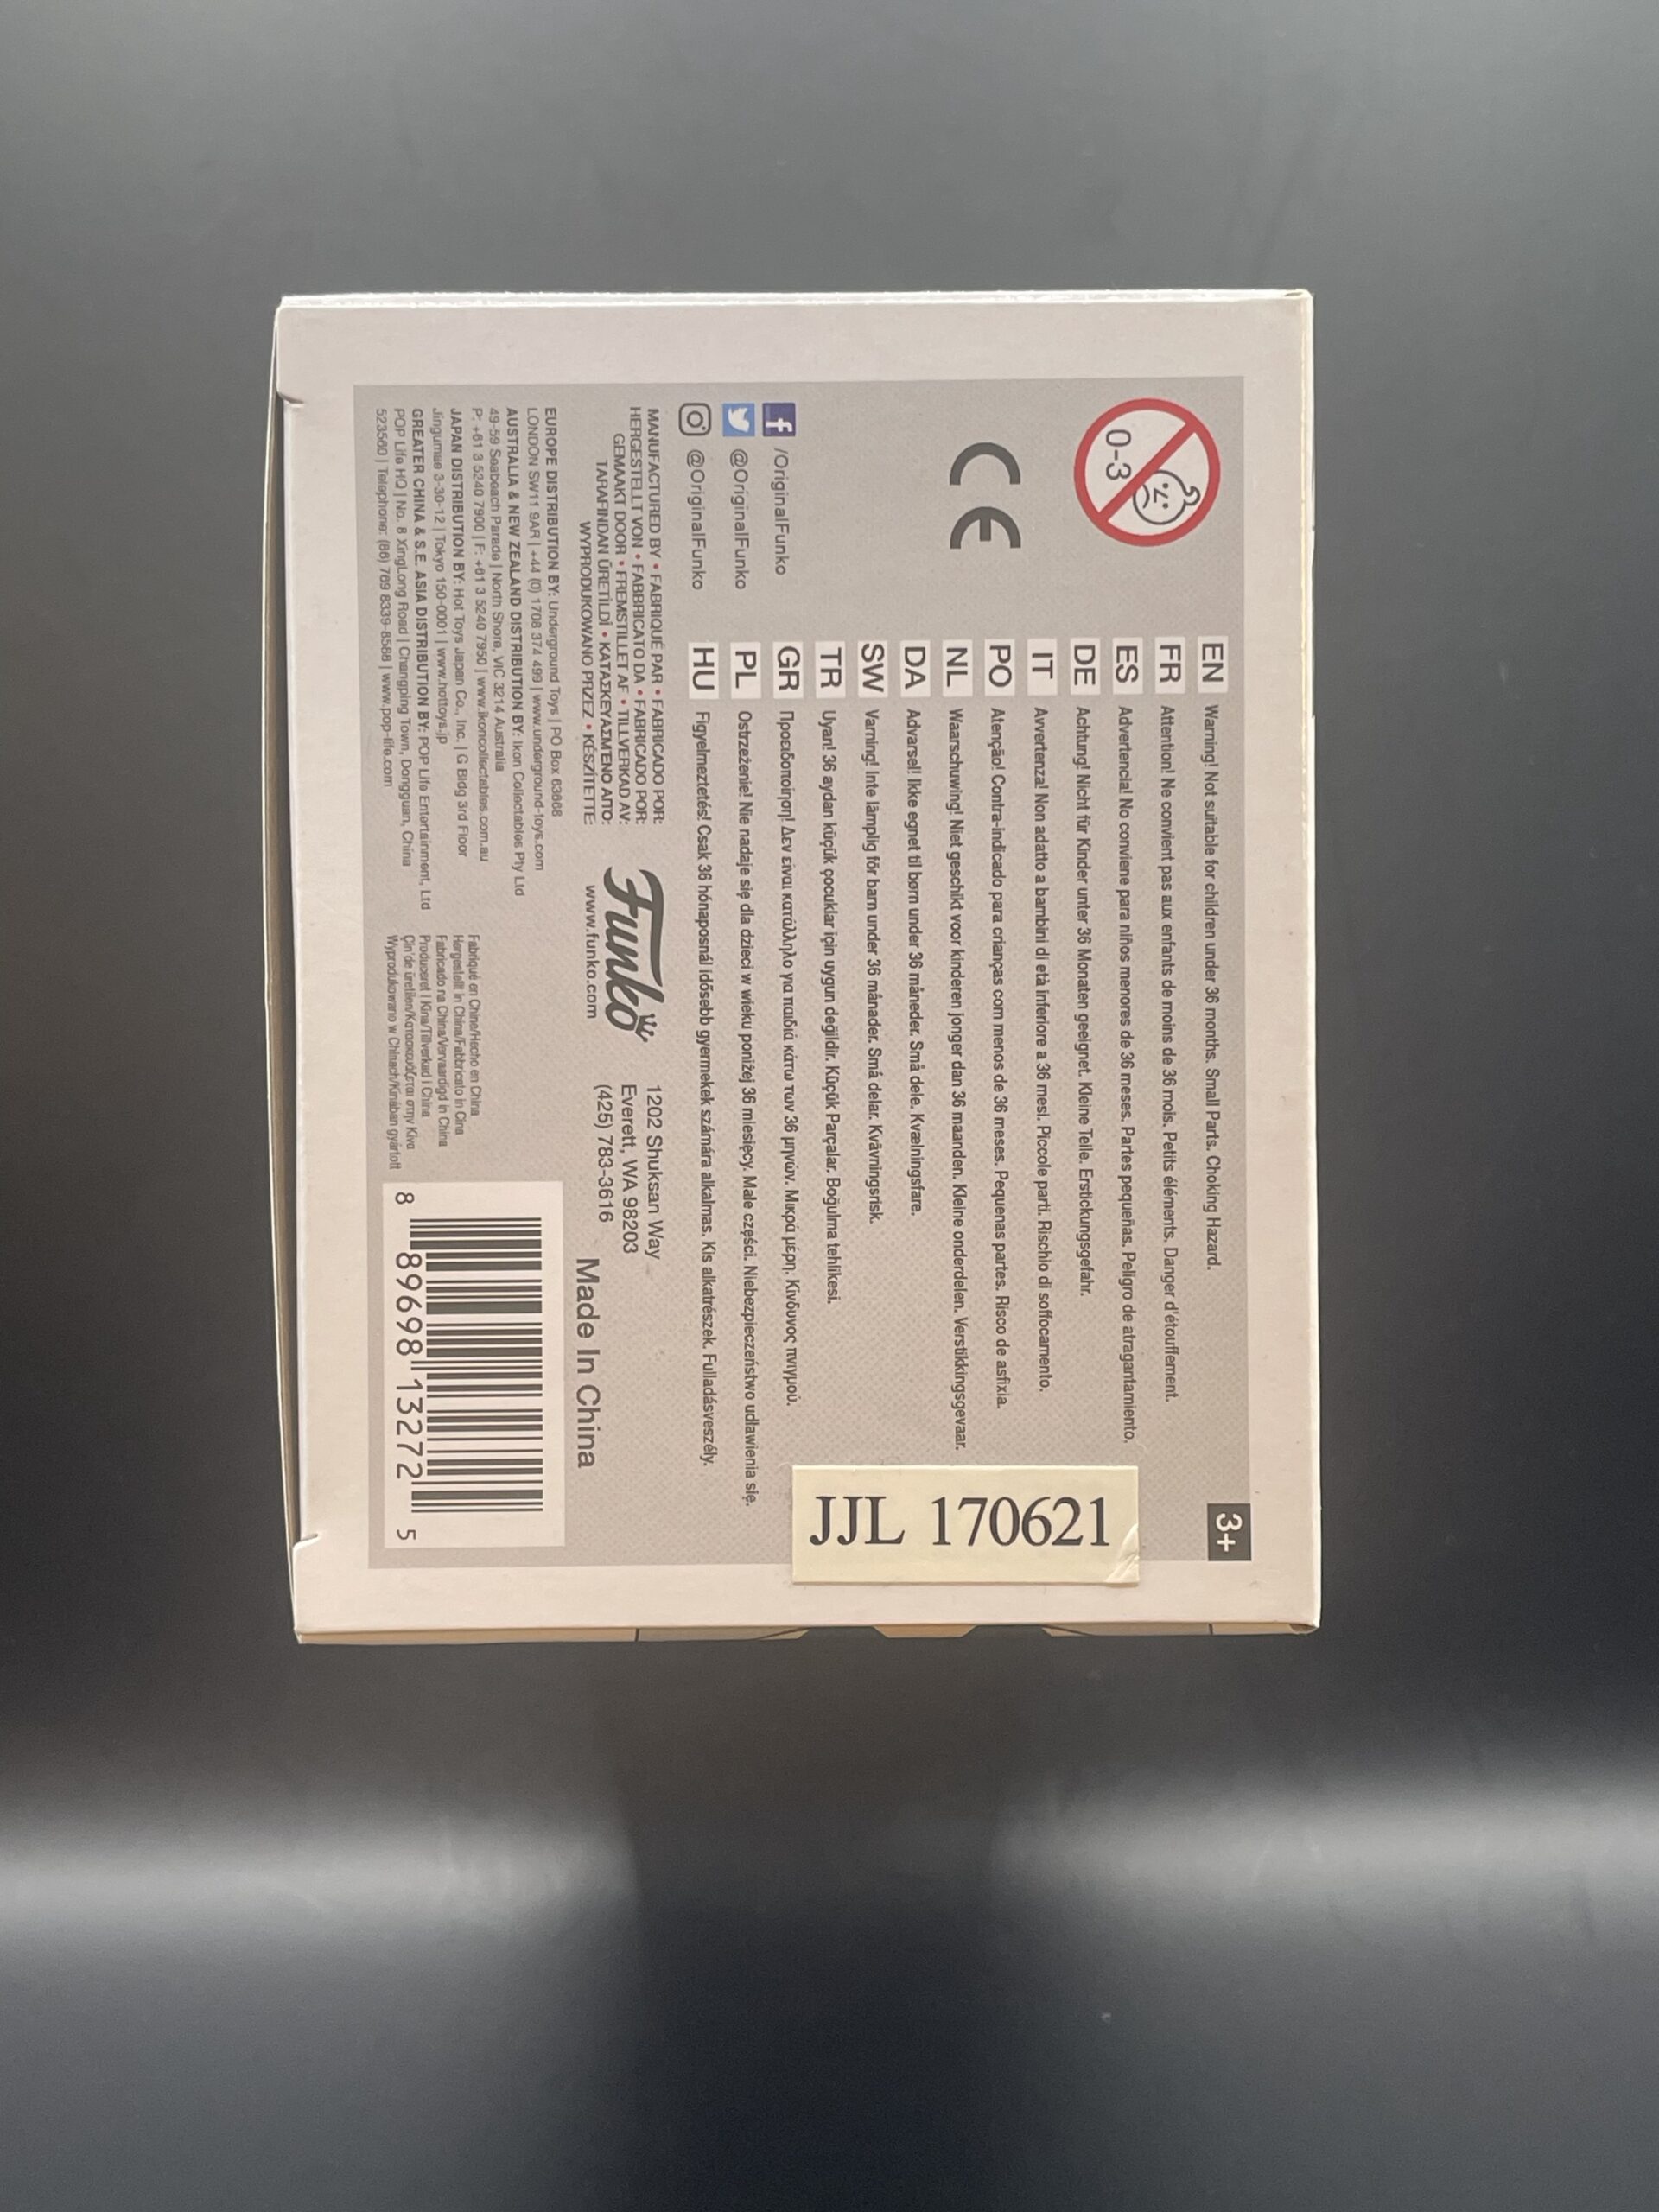 0-3
3+
EN Warning! Not suitable for children under 36 months. Small Parts. Choking Hazard.
FR Attention! Ne convient pas aux enfants de moins de 36 mois. Petits éléments. Danger d'étouffement.
ES Advertencia! No conviene para niños menores de 36 meses. Partes pequeñas. Peligro de atragantamiento.
DE Achtung! Nicht für Kinder unter 36 Monaten geeignet. Kleine Teile. Erstickungsgefahr.
IT Avvertenza! Non adatto a bambini di età inferiore a 36 mesi. Piccole parti. Rischio di soffocamento.
PO Atenção! Contra-indicado para crianças com menos de 36 meses. Pequenas partes. Risco de asfixia.
NL Waarschuwing! Niet geschikt voor kinderen jonger dan 36 maanden. Kleine onderdelen. Verstikkingsgevaar.
DA Advarsel! Ikke egnet til børn under 36 måneder. Små dele. Kvælningsfare.
SW Varning! Inte lämplig för barn under 36 månader. Små delar. Kvävningsrisk.
TR Uyarı! 36 aydan küçük çocuklar için uygun değildir. Küçük Parçalar. Boğulma tehlikesi.
GR Προειδοποίηση! Δεν είναι κατάλληλο για παιδιά κάτω των 36 μηνών. Μικρά μέρη. Κίνδυνος πνιγμού.
PL Ostrzeżenie! Nie nadaje się dla dzieci w wieku poniżej 36 miesięcy. Małe części. Niebezpieczeństwo udławienia się.
HU Figyelmeztetés! Csak 36 hónaposnál idősebb gyermekek számára alkalmas. Kis alkatrészek. Fulladásveszély.
JJL 170621
CE
/OriginalFunko
@OriginalFunko
@OriginalFunko
MANUFACTURED BY • FABRIQUÉ PAR • FABRICADO POR:
HERGESTELLT VON • FABBRICATO DA • FABRICADO POR:
GEMAAKT DOOR • FREMSTILLET AF • TILLVERKAD AV:
TARAFINDAN ÜRETİLDİ • ΚΑΤΑΣΚΕΥΑΣΜΕΝΟ ΑΠΟ:
WYPRODUKOWANO PRZEZ • KÉSZÍTETTE:
Funko
www.funko.com
1202 Shuksan Way
Everett, WA 98203
(425) 783-3616
Made In China
EUROPE DISTRIBUTION BY: Underground Toys | PO Box 63668
LONDON SW11 9AR | +44 (0) 1708 374 499 | www.underground-toys.com
AUSTRALIA & NEW ZEALAND DISTRIBUTION BY: Ikon Collectables Pty Ltd
49-59 Seabeach Parade | North Shore, VIC 3214 Australia
P: +61 3 5240 7900 | F: +61 3 5240 7950 | www.ikoncollectables.com.au
JAPAN DISTRIBUTION BY: Hot Toys Japan Co., Inc. | G Bldg 3rd Floor
Jingumae 3-30-12 | Tokyo 150-0001 | www.hottoys.jp
GREATER CHINA & S.E. ASIA DISTRIBUTION BY: POP Life Entertainment, Ltd
POP Life HQ | No. 8 XingLong Road | Changping Town, Dongguan, China
523560 | Telephone: (86) 769 8339-8588 | www.pop-life.com
Fabriqué en Chine/Hecho en China
Hergestellt in China/Fabbricato in Cina
Fabricado na China/Vervaardigd in China
Produceret i Kina/Tillverkad i China
Çin'de üretilen/Κατασκευάζεται στην Κίνα
Wyprodukowano w Chinach/Kínában gyártott
8 89698 13272 5